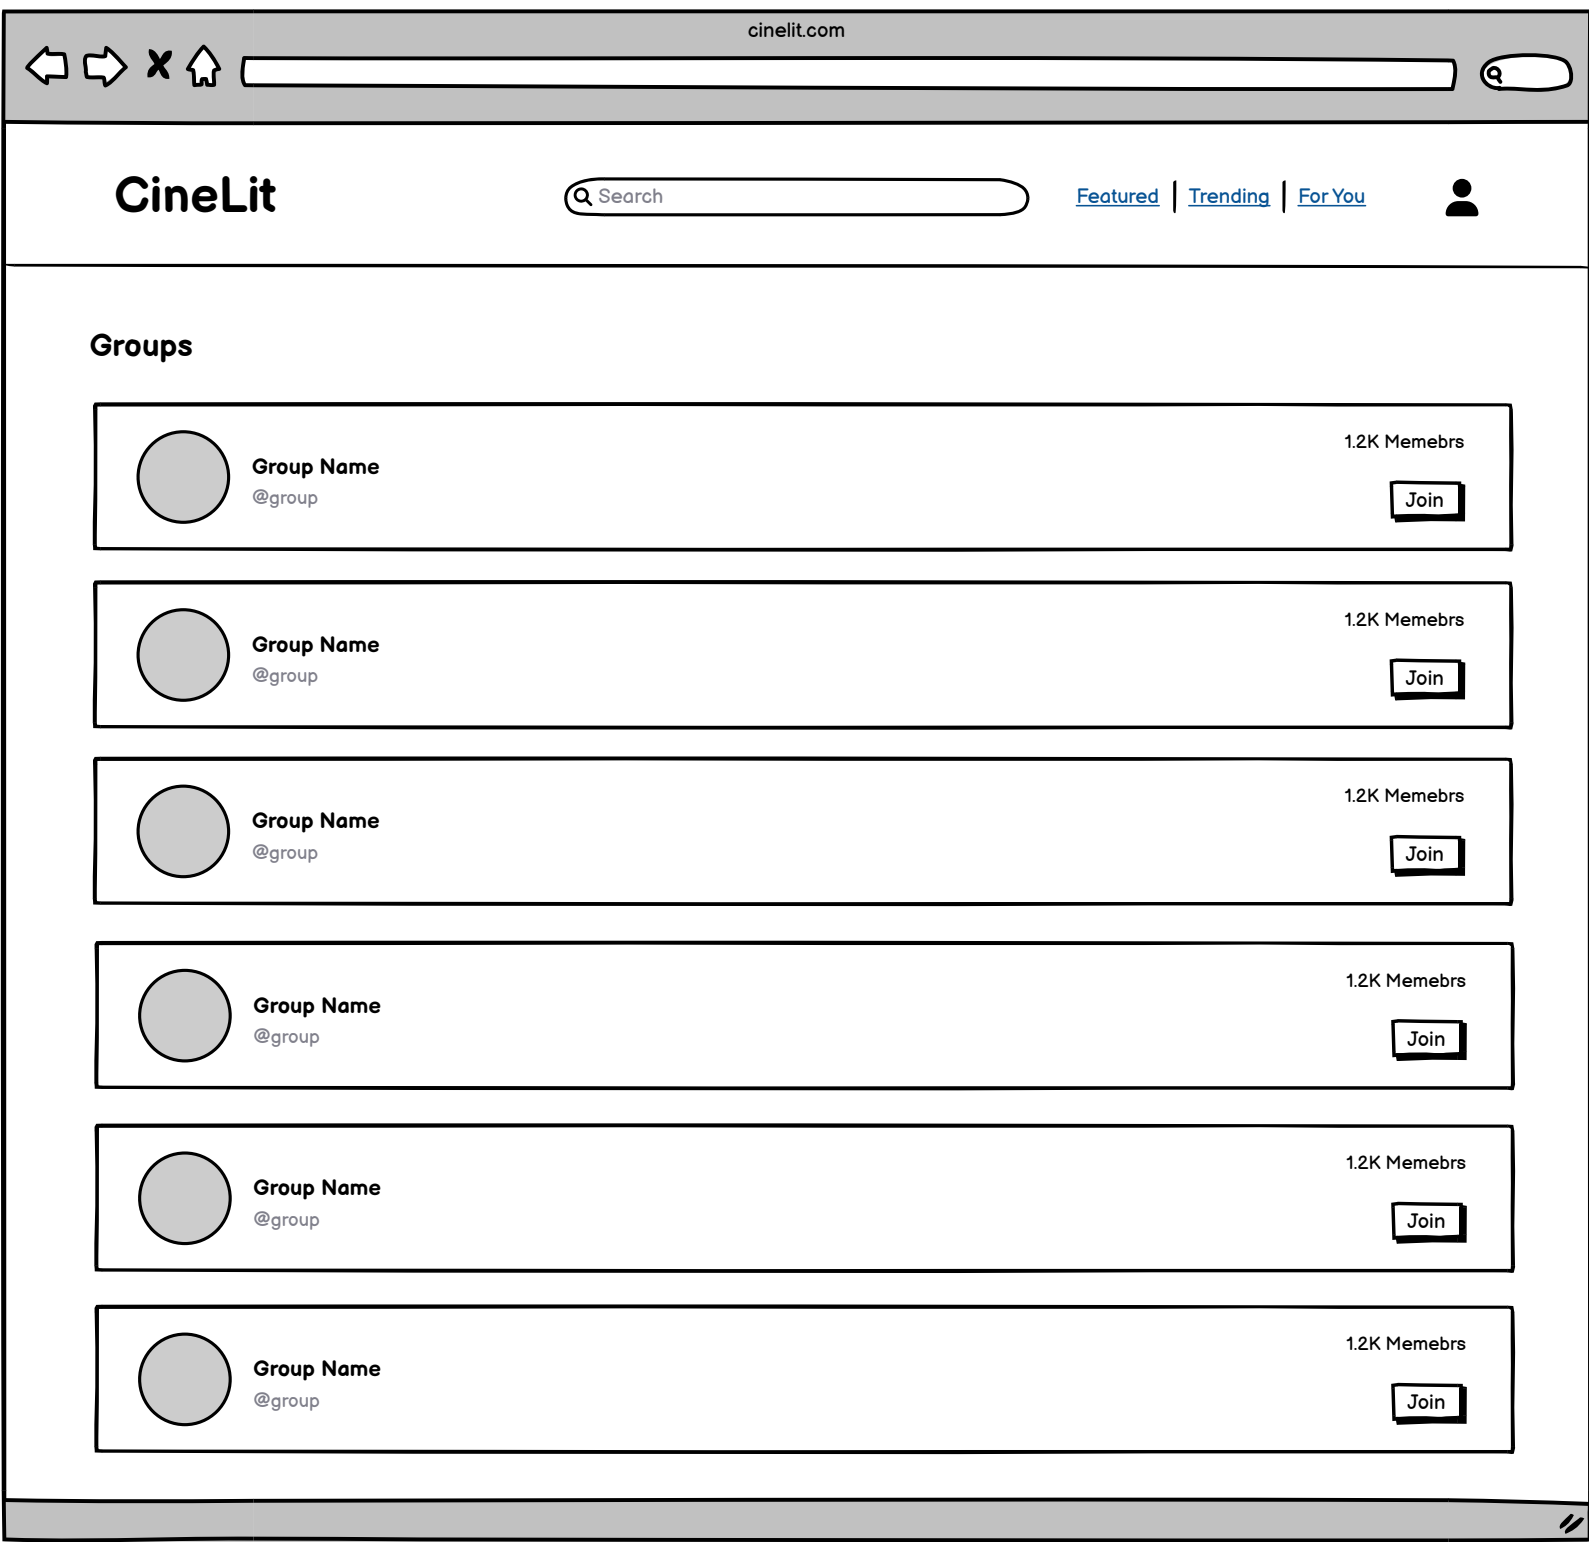 cinelit.com
CineLit
Search
Featured
Trending
For You
Groups
1.2K Memebrs
Group Name
@group
Join
1.2K Memebrs
Group Name
@group
Join
1.2K Memebrs
Group Name
@group
Join
1.2K Memebrs
Group Name
@group
Join
1.2K Memebrs
Group Name
@group
Join
1.2K Memebrs
Group Name
@group
Join